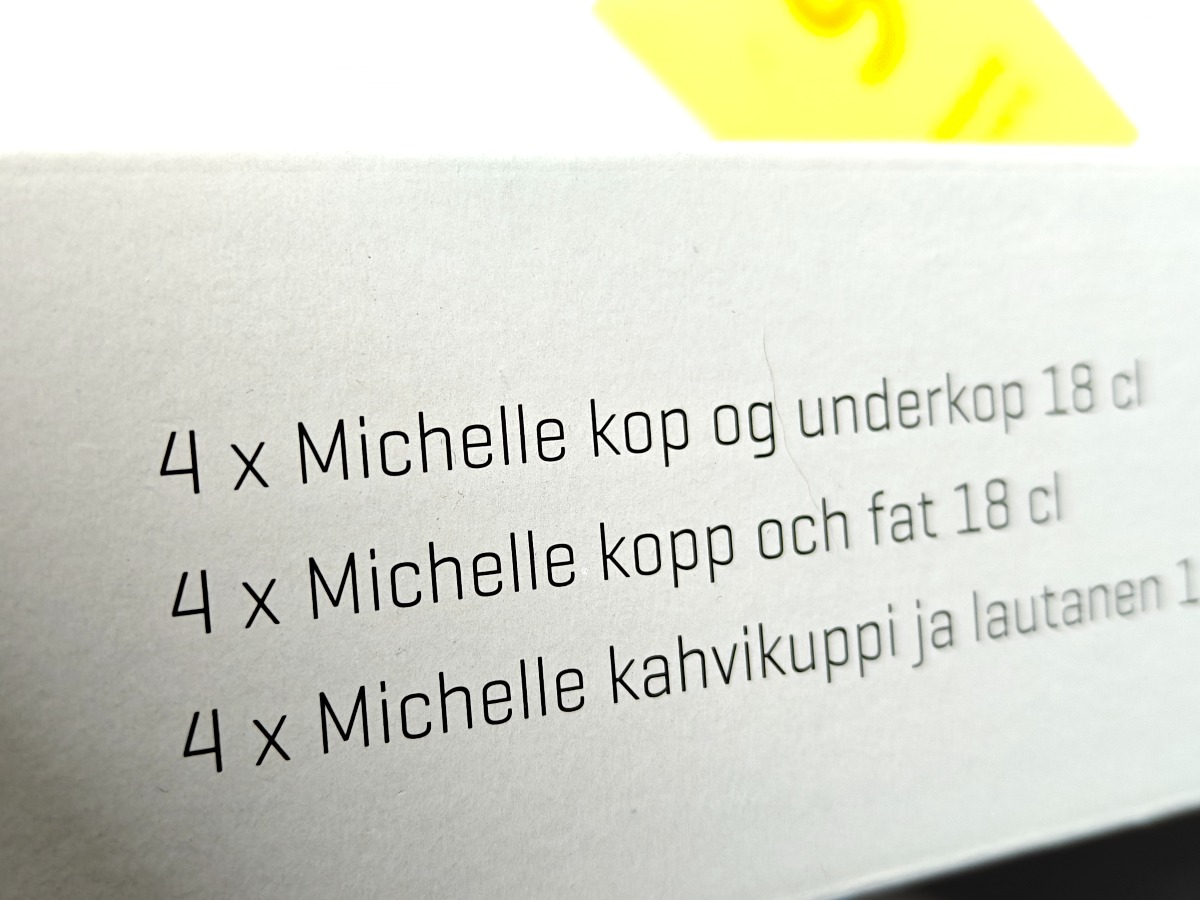 4 x Michelle kop og underkop 18 cl
4 x Michelle kopp och fat 18 cl
4 x Michelle kahvikuppi ja lautanen